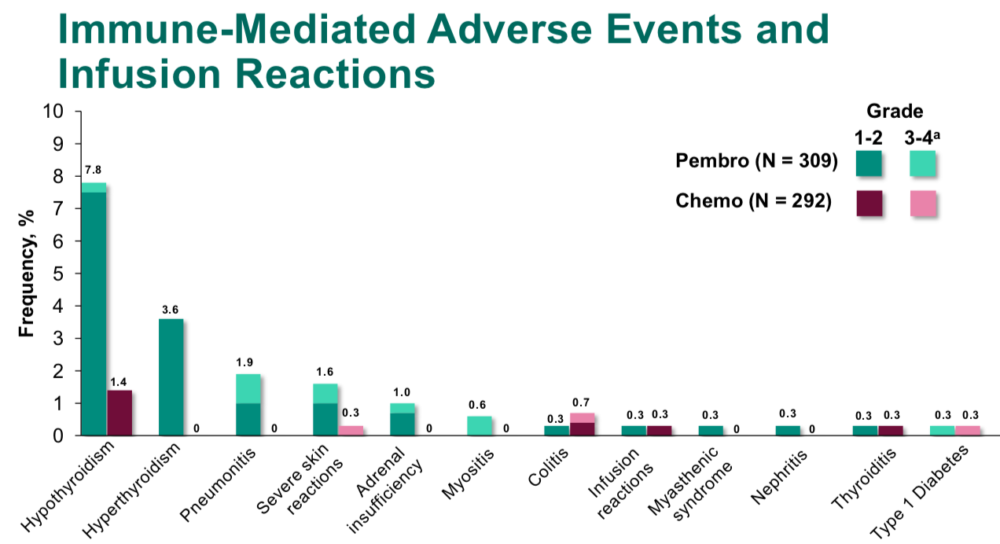 Immune-Mediated Adverse Events and
Infusion Reactions
Grade
1-2 3-4ᵃ
Pembro (N = 309)
Chemo (N = 292)
Frequency, %
10
9
8
7
6
5
4
3
2
1
0
7.8
1.4
3.6
0
1.9
0
1.6
0.3
1.0
0
0.6
0
0.3
0.7
0.3
0.3
0.3
0
0.3
0
0.3
0.3
0.3
0.3
Hypothyroidism
Hyperthyroidism
Pneumonitis
Severe skin
reactions
Adrenal
insufficiency
Myositis
Colitis
Infusion
reactions
Myasthenic
syndrome
Nephritis
Thyroiditis
Type 1 Diabetes